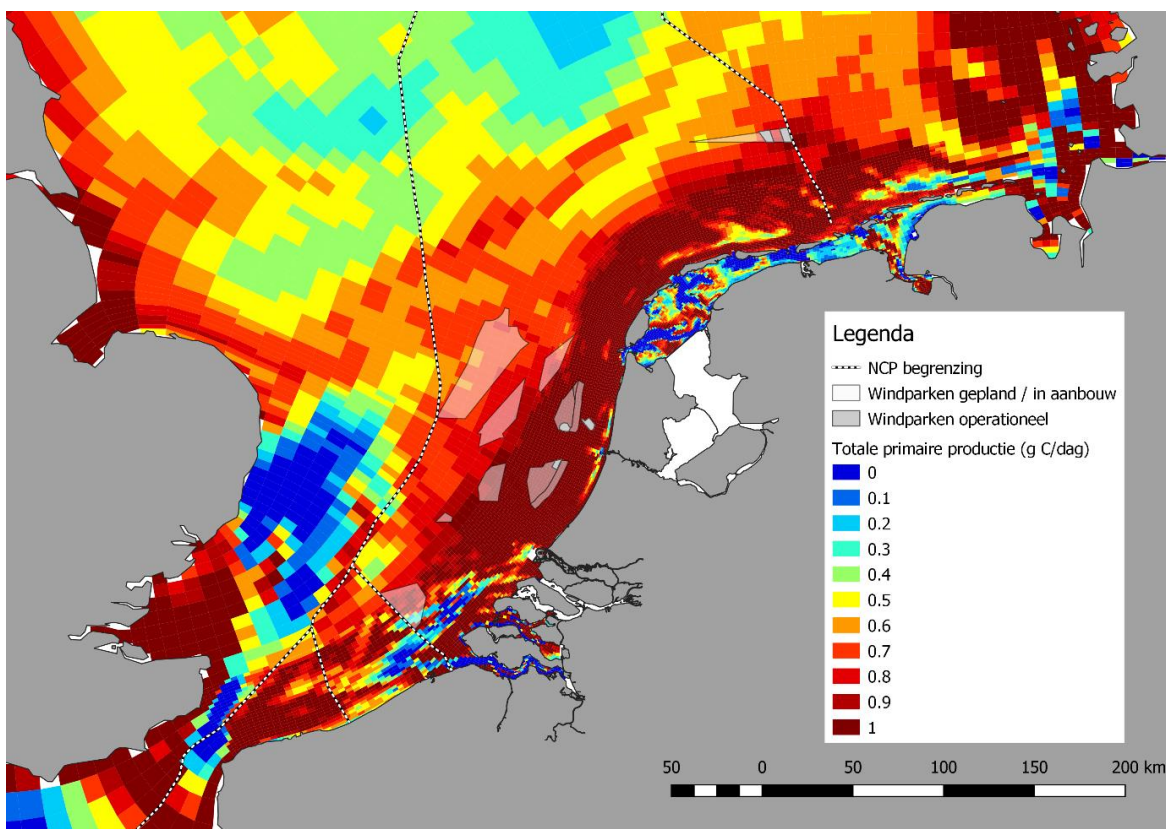 Legenda
NCP begrenzing
Windparken gepland / in aanbouw
Windparken operationeel
Totale primaire productie (g C/dag)
0
0.1
0.2
0.3
0.4
0.5
0.6
0.7
0.8
0.9
1
50 0 50 100 150 200 km